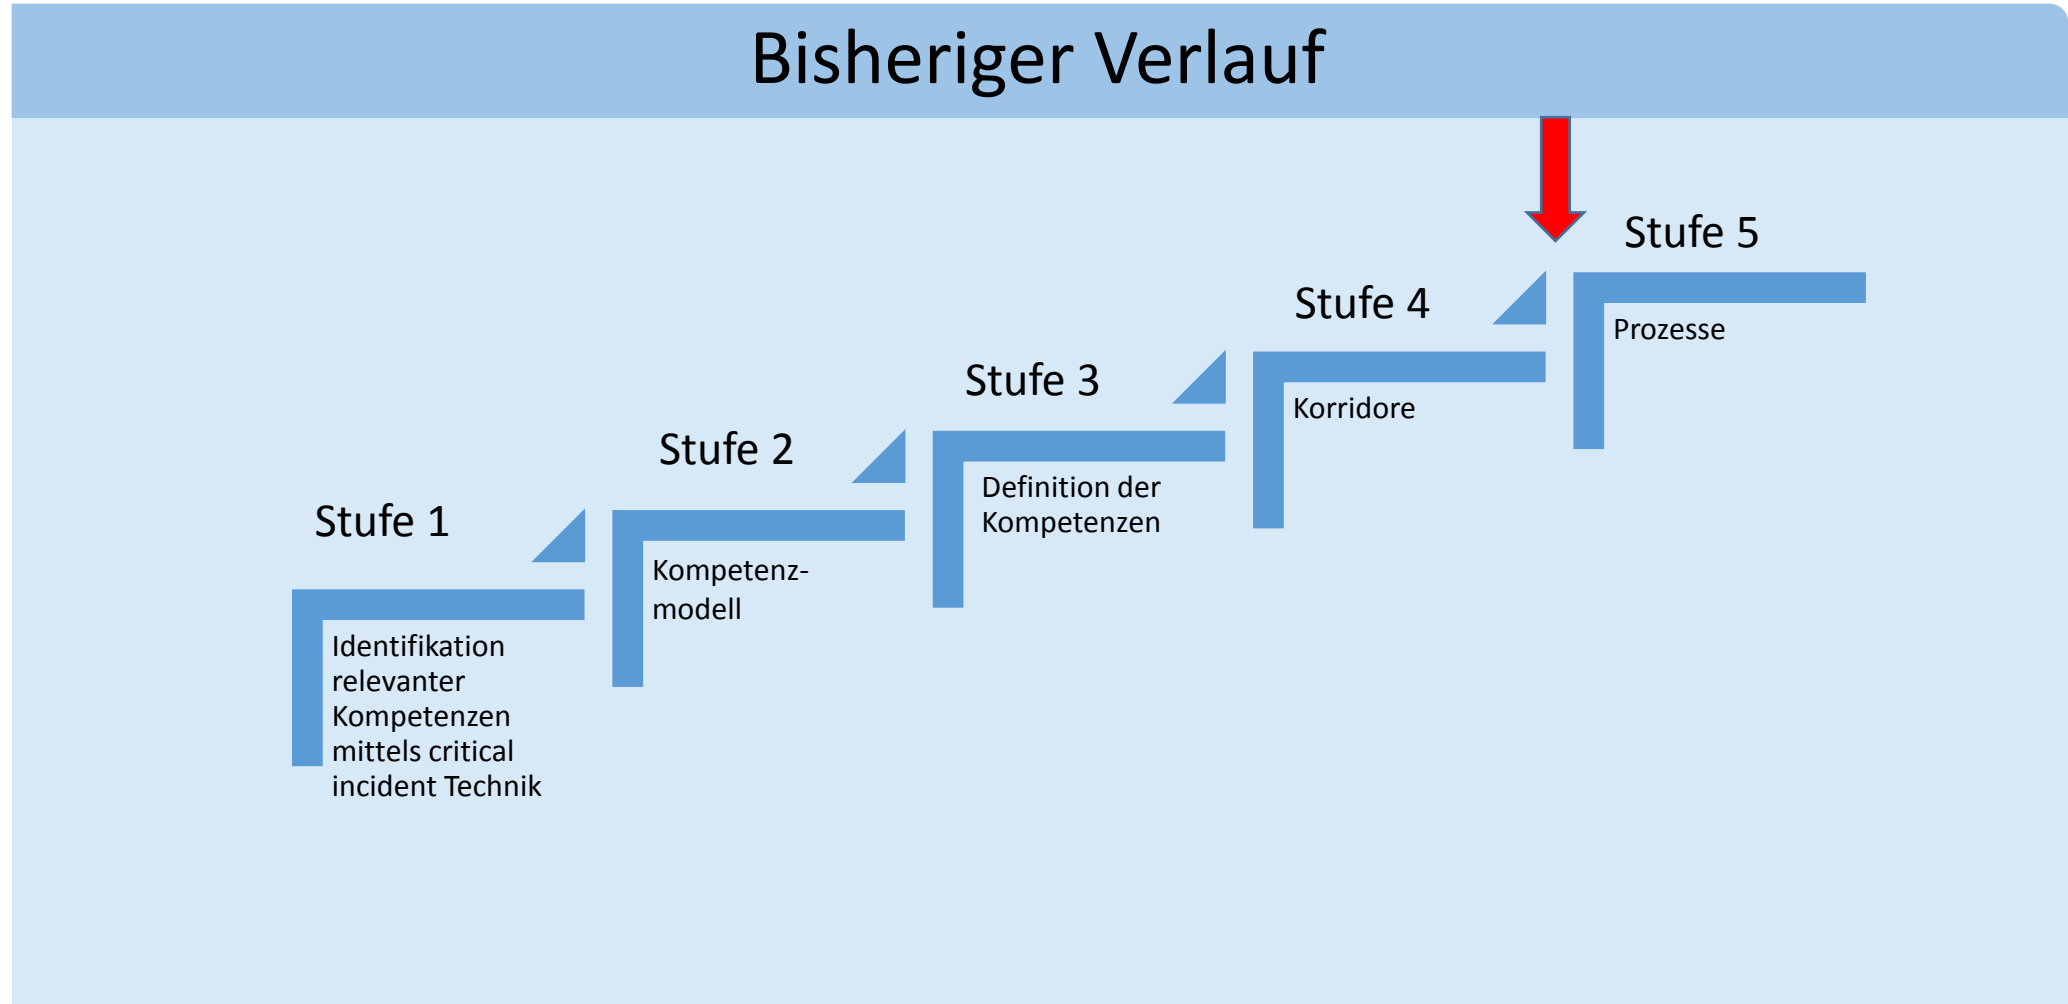 Bisheriger Verlauf
Stufe 1
Identifikation
relevanter
Kompetenzen
mittels critical
incident Technik
Stufe 2
Kompetenz-
modell
Stufe 3
Definition der
Kompetenzen
Stufe 4
Korridore
Stufe 5
Prozesse